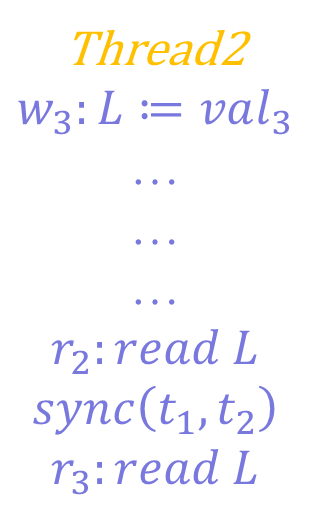 Thread2
w₃: L ≔ val₃
...
...
...
r₂: read L
sync(t₁, t₂)
r₃: read L